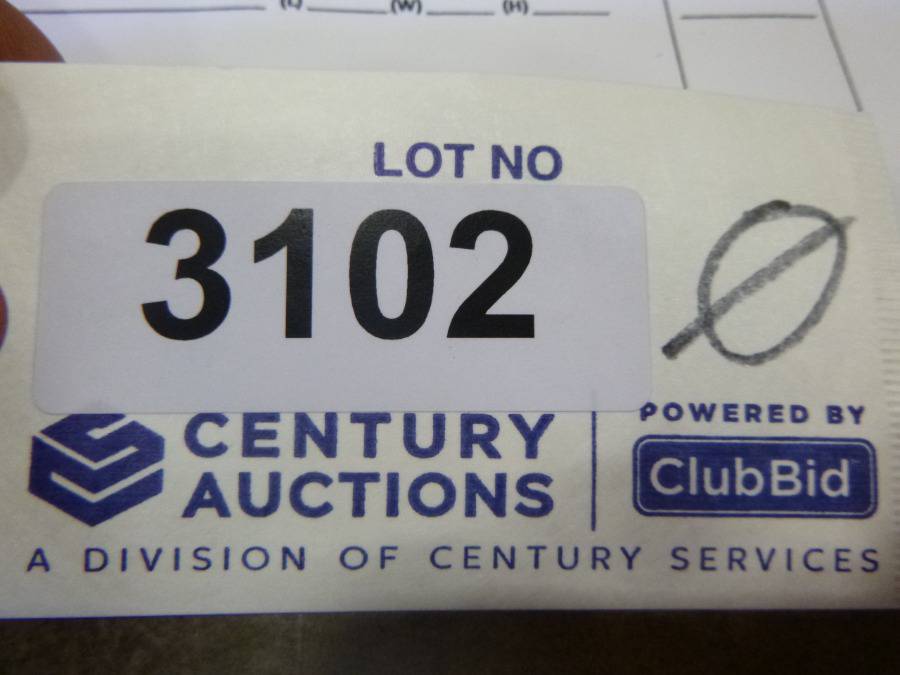 (L) (W) (H)
LOT NO
3102 Ø
CENTURY
AUCTIONS
POWERED BY
ClubBid
A DIVISION OF CENTURY SERVICES